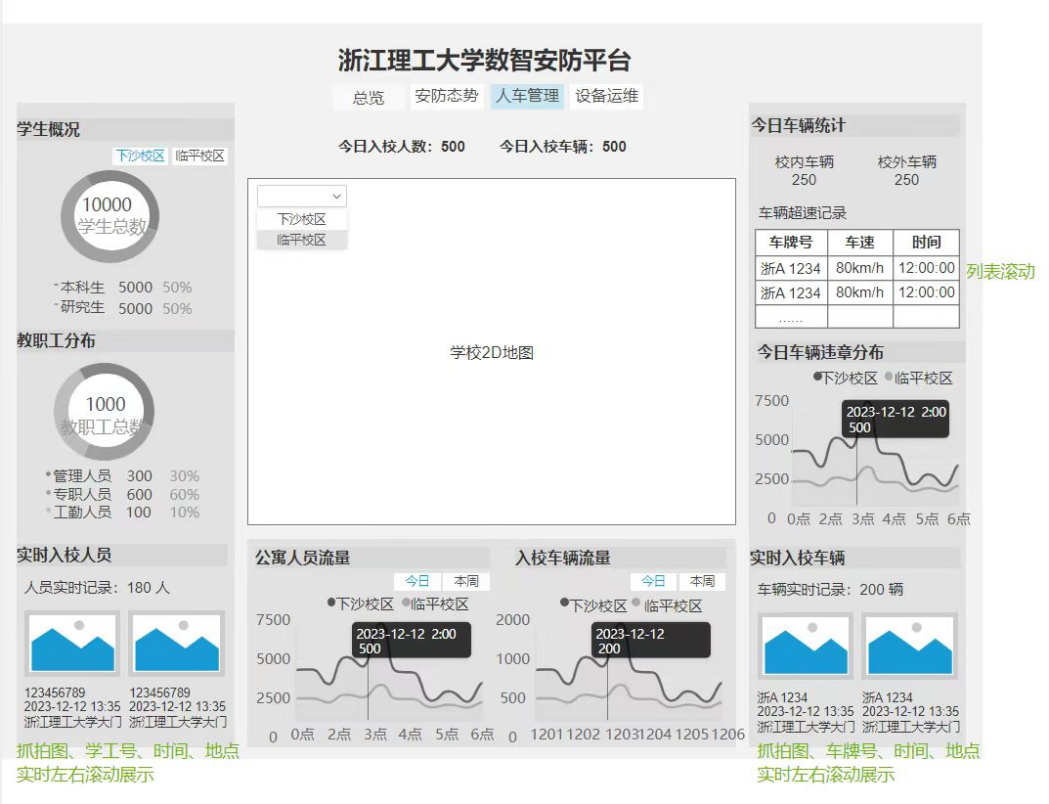 浙江理工大学数智安防平台
总览 安防态势 人车管理 设备运维
今日入校人数：500 今日入校车辆：500
学生概况
下沙校区 临平校区
10000
学生总数
本科生 5000 50%
研究生 5000 50%
教职工分布
1000
教职工总数
管理人员 300 30%
专职人员 600 60%
工勤人员 100 10%
实时入校人员
人员实时记录：180 人
123456789
2023-12-12 13:35
浙江理工大学大门
123456789
2023-12-12 13:35
浙江理工大学大门
抓拍图、学工号、时间、地点
实时左右滚动展示
下沙校区
临平校区
学校2D地图
公寓人员流量
今日 本周
下沙校区 临平校区
7500
5000
2500
0
2023-12-12 2:00
500
0点 2点 3点 4点 5点 6点
入校车辆流量
今日 本周
下沙校区 临平校区
2000
1000
500
0
2023-12-12
200
1201 1202 1203 1204 1205 1206
今日车辆统计
校内车辆 校外车辆
250 250
车辆超速记录
车牌号 车速 时间
浙A 1234 80km/h 12:00:00
浙A 1234 80km/h 12:00:00
......
列表滚动
今日车辆违章分布
下沙校区 临平校区
7500
5000
2500
0
2023-12-12 2:00
500
0点 2点 3点 4点 5点 6点
实时入校车辆
车辆实时记录：200 辆
浙A 1234
2023-12-12 13:35
浙江理工大学大门
浙A 1234
2023-12-12 13:35
浙江理工大学大门
抓拍图、车牌号、时间、地点
实时左右滚动展示